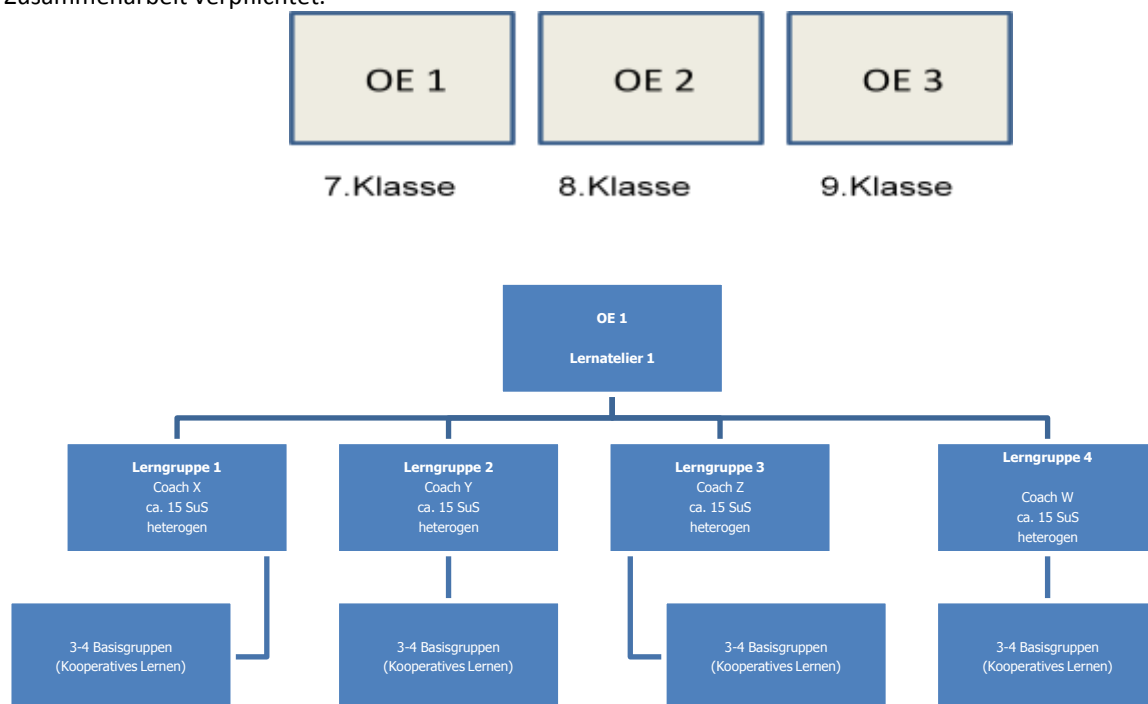 Zusammenarbeit verpflichtet.
OE 1
OE 2
OE 3
7.Klasse
8.Klasse
9.Klasse
OE 1
Lernatelier 1
Lerngruppe 1
Coach X
ca. 15 SuS
heterogen
Lerngruppe 2
Coach Y
ca. 15 SuS
heterogen
Lerngruppe 3
Coach Z
ca. 15 SuS
heterogen
Lerngruppe 4
Coach W
ca. 15 SuS
heterogen
3-4 Basisgruppen
(Kooperatives Lernen)
3-4 Basisgruppen
(Kooperatives Lernen)
3-4 Basisgruppen
(Kooperatives Lernen)
3-4 Basisgruppen
(Kooperatives Lernen)